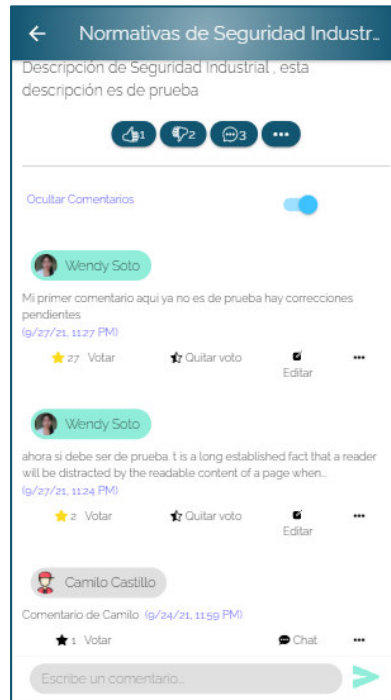 Normativas de Seguridad Industr...
Descripción de Seguridad Industrial , esta
descripción es de prueba
1 2 3
Ocultar Comentarios
Wendy Soto
Mi primer comentario aqui ya no es de prueba hay correcciones
pendientes
(9/27/21, 11:27 PM)
27 Votar Quitar voto Editar
Wendy Soto
ahora si debe ser de prueba. t is a long established fact that a reader
will be distracted by the readable content of a page when...
(9/27/21, 11:24 PM)
2 Votar Quitar voto Editar
Camilo Castillo
Comentario de Camilo (9/24/21, 11:59 PM)
1 Votar Chat
Escribe un comentario...